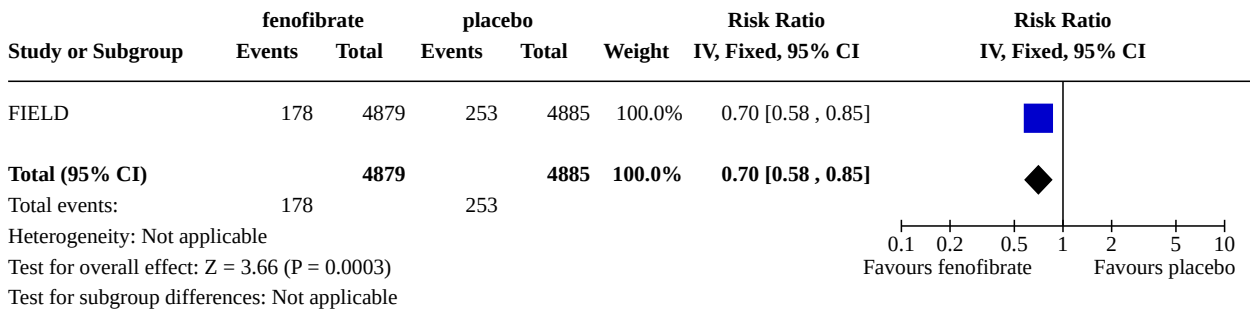 fenofibrate placebo Risk Ratio Risk Ratio
Study or Subgroup Events Total Events Total Weight IV, Fixed, 95% CI IV, Fixed, 95% CI
FIELD 178 4879 253 4885 100.0% 0.70 [0.58 , 0.85]
Total (95% CI) 4879 4885 100.0% 0.70 [0.58 , 0.85]
Total events: 178 253
Heterogeneity: Not applicable
0.1 0.2 0.5 1 2 5 10
Test for overall effect: Z = 3.66 (P = 0.0003) Favours fenofibrate Favours placebo
Test for subgroup differences: Not applicable